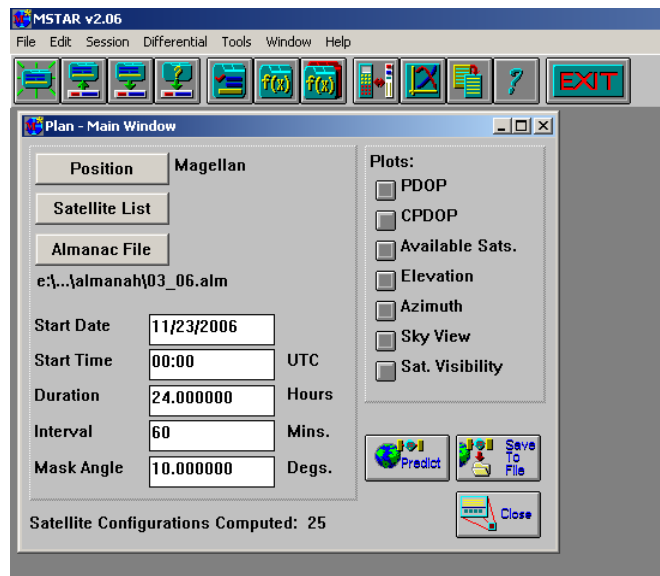 MSTAR v2.06
File Edit Session Differential Tools Window Help
? f(x) f(x) ? EXIT
Plan - Main Window
Position Magellan
Satellite List
Almanac File
e:\...\almanah\03_06.alm
Start Date 11/23/2006
Start Time 00:00 UTC
Duration 24.000000 Hours
Interval 60 Mins.
Mask Angle 10.000000 Degs.
Satellite Configurations Computed: 25
Plots:
PDOP
CPDOP
Available Sats.
Elevation
Azimuth
Sky View
Sat. Visibility
Predict
Save To File
Close